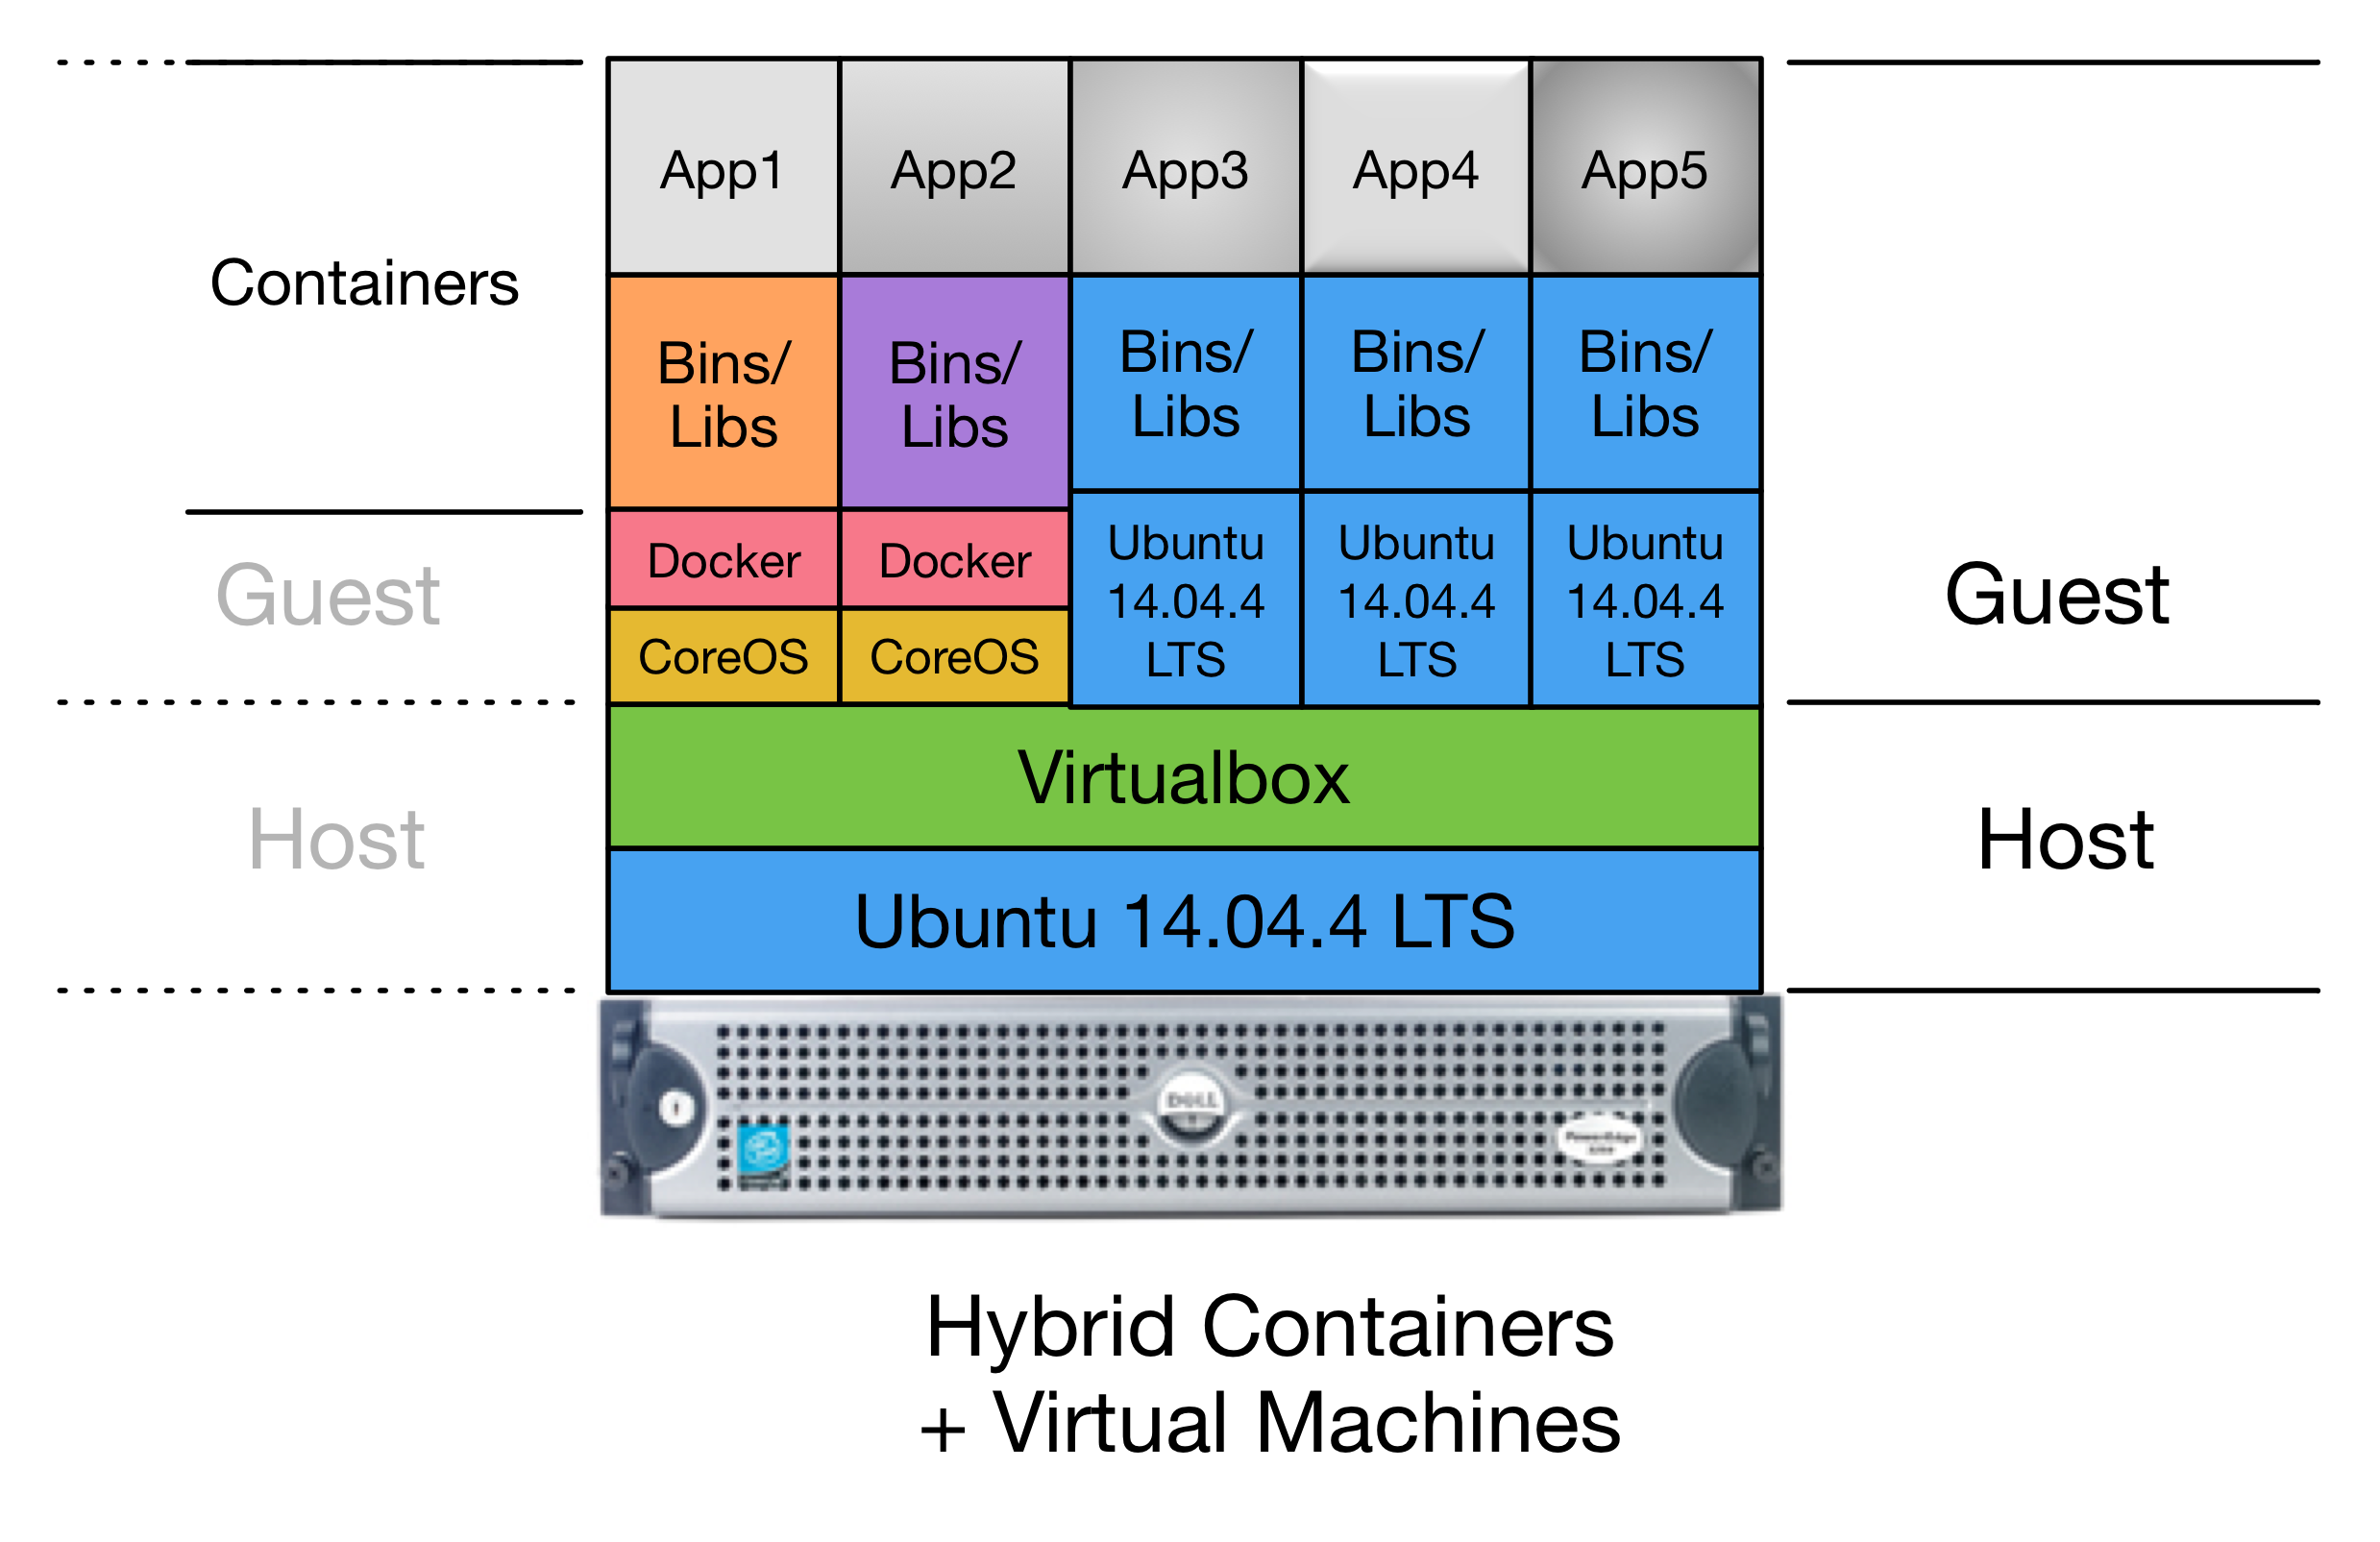 App1 App2 App3 App4 App5
Containers
Bins/ Bins/ Bins/ Bins/ Bins/
Libs Libs Libs Libs Libs
Docker Docker
Ubuntu Ubuntu Ubuntu
14.04.4 14.04.4 14.04.4
LTS LTS LTS
CoreOS CoreOS
Guest
Guest
Virtualbox
Host
Host
Ubuntu 14.04.4 LTS
DELL
PowerEdge
Hybrid Containers
+ Virtual Machines